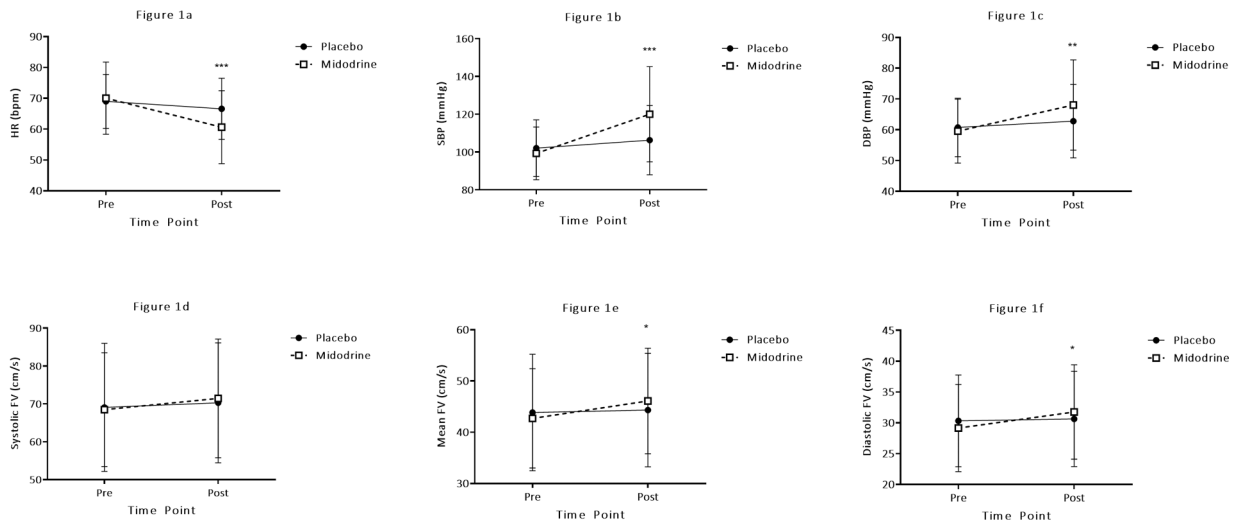 Figure 1a
HR (bpm)
90
80
70
60
50
40
***
Pre
Post
Time Point
Placebo
Midodrine
Figure 1b
SBP (mmHg)
160
140
120
100
80
***
Pre
Post
Time Point
Placebo
Midodrine
Figure 1c
DBP (mmHg)
90
80
70
60
50
40
**
Pre
Post
Time Point
Placebo
Midodrine
Figure 1d
Systolic FV (cm/s)
90
80
70
60
50
Pre
Post
Time Point
Placebo
Midodrine
Figure 1e
Mean FV (cm/s)
60
50
40
30
*
Pre
Post
Time Point
Placebo
Midodrine
Figure 1f
Diastolic FV (cm/s)
45
40
35
30
25
20
*
Pre
Post
Time Point
Placebo
Midodrine